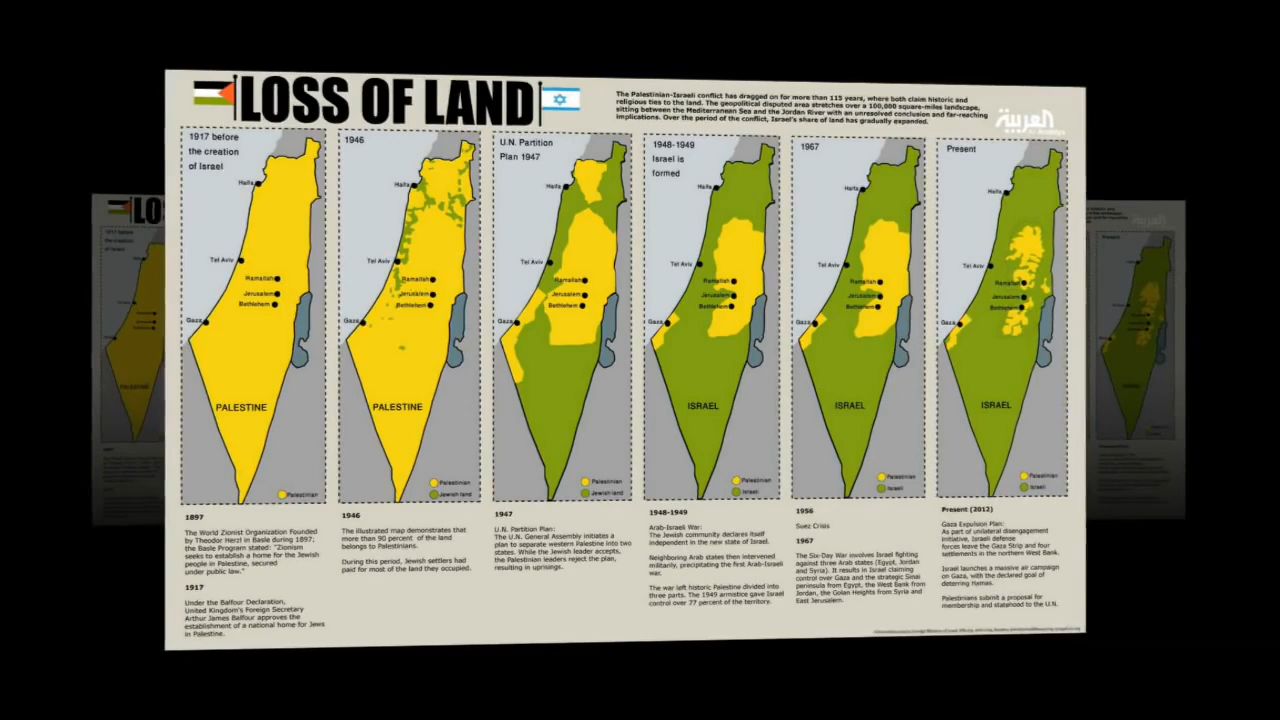 LOSS OF LAND
The Palestinian-Israeli conflict has dragged on for more than 115 years, where both claim historic and
religious ties to the land. The geopolitical disputed area stretches over a 100,000 square-miles landscape,
sitting between the Mediterranean Sea and the Jordan River with an unresolved conclusion and far-reaching
implications. Over the period of the conflict, Israel's share of land has gradually expanded.
العربية
1917 before
the creation
of Israel
Haifa
Tel Aviv
Ramallah
Jerusalem
Bethlehem
Gaza
PALESTINE
Palestinian
1946
Haifa
Tel Aviv
Ramallah
Jerusalem
Bethlehem
Gaza
PALESTINE
Palestinian
Jewish land
U.N. Partition
Plan 1947
Haifa
Tel Aviv
Ramallah
Jerusalem
Bethlehem
Gaza
Palestinian
Jewish land
1948-1949
Israel is
formed
Haifa
Tel Aviv
Ramallah
Jerusalem
Bethlehem
Gaza
ISRAEL
Palestinian
Israeli
1967
Haifa
Tel Aviv
Ramallah
Jerusalem
Bethlehem
Gaza
ISRAEL
Palestinian
Israeli
Present
Haifa
Tel Aviv
Ramallah
Jerusalem
Bethlehem
Gaza
ISRAEL
Palestinian
Israeli
1897
The World Zionist Organization Founded
by Theodor Herzl in Basle during 1897;
the Basle Program stated: "Zionism
seeks to establish a home for the Jewish
people in Palestine, secured
under public law."
1917
Under the Balfour Declaration,
United Kingdom's Foreign Secretary
Arthur James Balfour approves the
establishment of a national home for Jews
in Palestine.
1946
The illustrated map demonstrates that
more than 90 percent of the land
belongs to Palestinians.
During this period, Jewish settlers had
paid for most of the land they occupied.
1947
U.N. Partition Plan:
The U.N. General Assembly initiates a
plan to separate western Palestine into two
states. While the Jewish leader accepts,
the Palestinian leaders reject the plan,
resulting in uprisings.
1948-1949
Arab-Israeli War:
The Jewish community declares itself
independent in the new state of Israel.
Neighboring Arab states then intervened
militarily, precipitating the first Arab-Israeli
war.
The war left historic Palestine divided into
three parts. The 1949 armistice gave Israel
control over 77 percent of the territory.
1956
Suez Crisis
1967
The Six-Day War involves Israel fighting
against three Arab states (Egypt, Jordan
and Syria). It results in Israel claiming
control over Gaza and the strategic Sinai
peninsula from Egypt, the West Bank from
Jordan, the Golan Heights from Syria and
East Jerusalem.
Present (2012)
Gaza Expulsion Plan:
As part of unilateral disengagement
initiative, Israeli defense
forces leave the Gaza Strip and four
settlements in the northern West Bank.
Israel launches a massive air campaign
on Gaza, with the declared goal of
deterring Hamas.
Palestinians submit a proposal for
membership and statehood to the U.N.